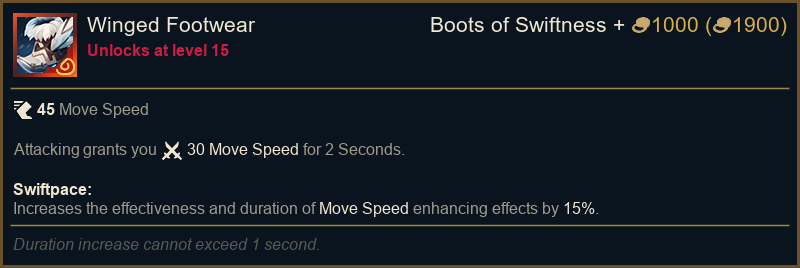 Winged Footwear
Boots of Swiftness + 1000 (1900)
Unlocks at level 15
45 Move Speed
Attacking grants you 30 Move Speed for 2 Seconds.
Swiftpace:
Increases the effectiveness and duration of Move Speed enhancing effects by 15%.
Duration increase cannot exceed 1 second.